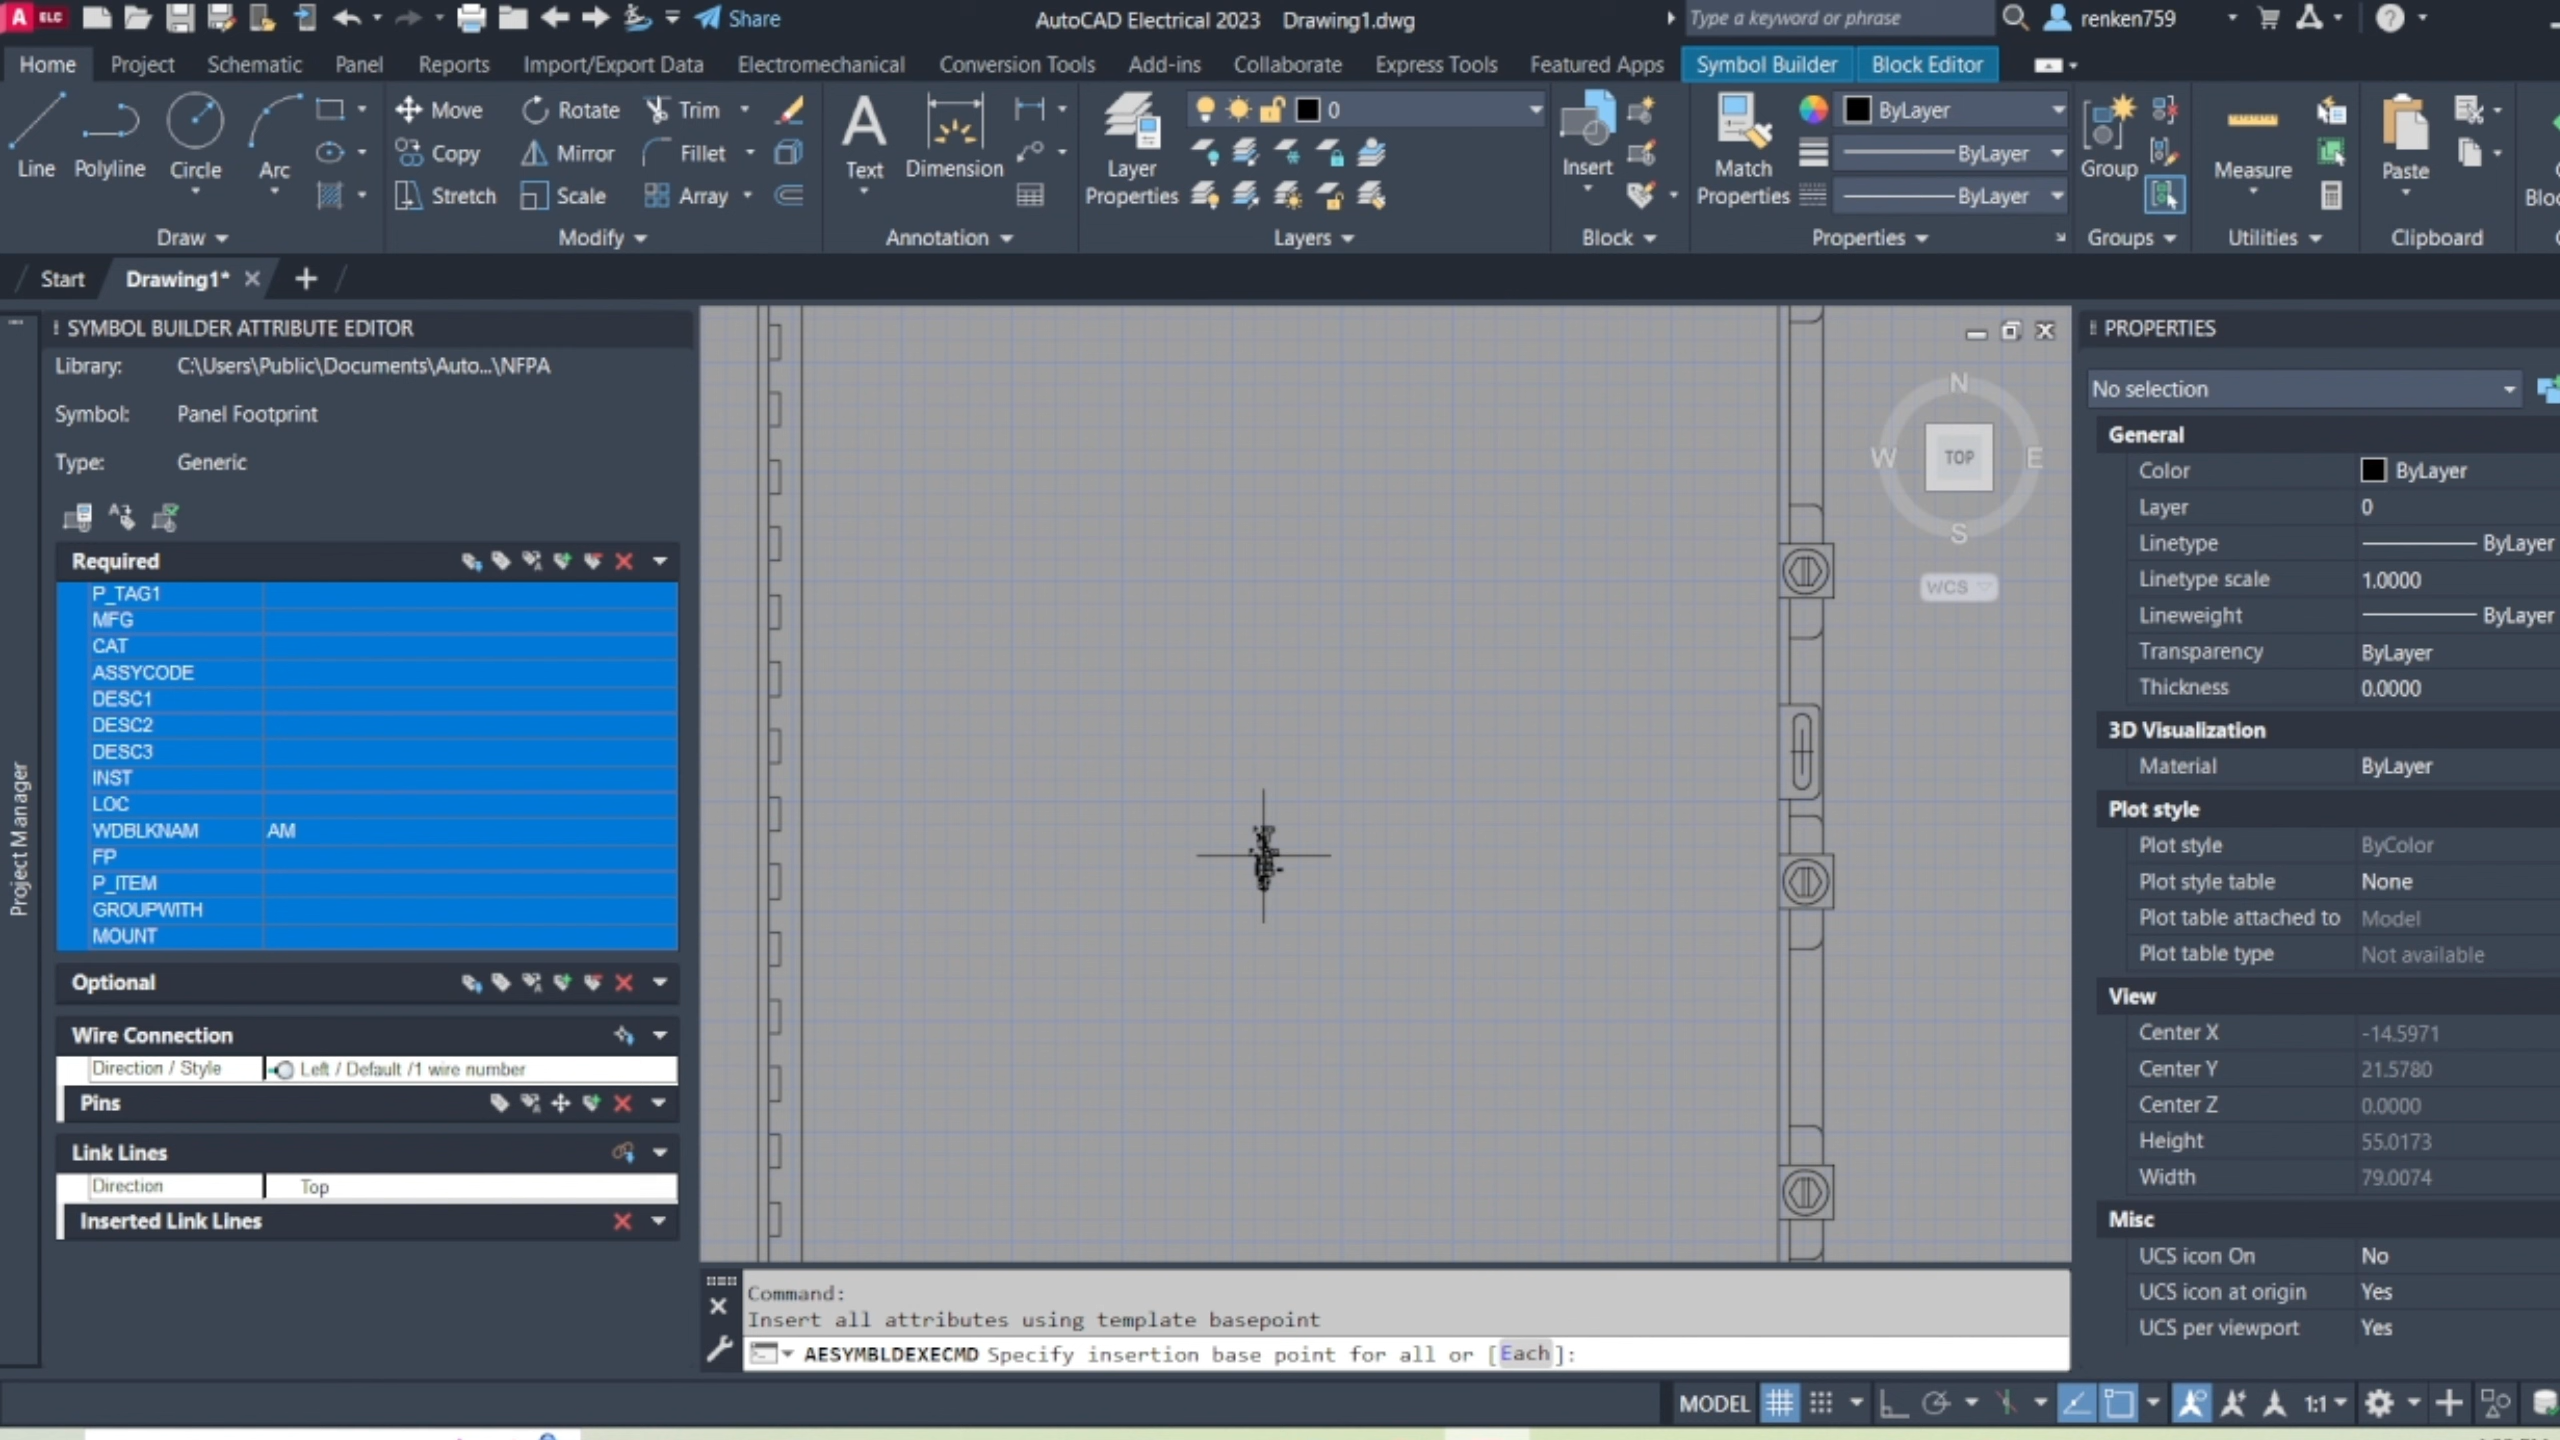 A ELC Share AutoCAD Electrical 2023 Drawing1.dwg Type a keyword or phrase renken759
Home Project Schematic Panel Reports Import/Export Data Electromechanical Conversion Tools Add-ins Collaborate Express Tools Featured Apps Symbol Builder Block Editor
Line Polyline Circle Arc
Move Rotate Trim
Copy Mirror Fillet
Stretch Scale Array
Text Dimension
Layer Properties
0
Insert
Match Properties
ByLayer
ByLayer
ByLayer
Group
Measure
Paste
Draw Modify Annotation Layers Block Properties Groups Utilities Clipboard
Start Drawing1*
Project Manager
SYMBOL BUILDER ATTRIBUTE EDITOR
Library: C:\Users\Public\Documents\Auto...\NFPA
Symbol: Panel Footprint
Type: Generic
Required
P_TAG1
MFG
CAT
ASSYCODE
DESC1
DESC2
DESC3
INST
LOC
WDBLKNAM AM
FP
P_ITEM
GROUPWITH
MOUNT
Optional
Wire Connection
Direction / Style Left / Default /1 wire number
Pins
Link Lines
Direction Top
Inserted Link Lines
N
W TOP E
S
WCS
Command:
Insert all attributes using template basepoint
AESYMBLDEXECMD Specify insertion base point for all or [Each]:
PROPERTIES
No selection
General
Color ByLayer
Layer 0
Linetype ByLayer
Linetype scale 1.0000
Lineweight ByLayer
Transparency ByLayer
Thickness 0.0000
3D Visualization
Material ByLayer
Plot style
Plot style ByColor
Plot style table None
Plot table attached to Model
Plot table type Not available
View
Center X -14.5971
Center Y 21.5780
Center Z 0.0000
Height 55.0173
Width 79.0074
Misc
UCS icon On No
UCS icon at origin Yes
UCS per viewport Yes
MODEL 1:1